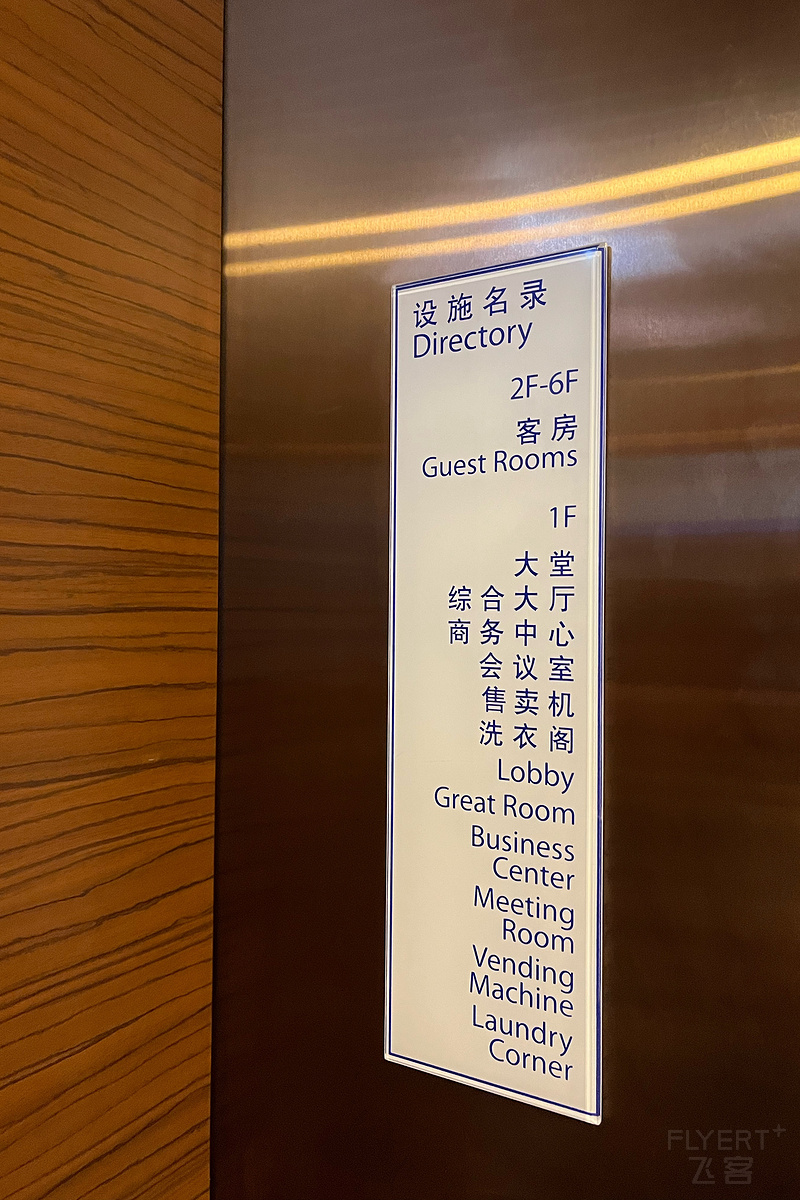 设施名录
Directory
2F-6F
客房
Guest Rooms
1F
大堂
综合大厅
商务中心
会议室
售卖机
洗衣阁
Lobby
Great Room
Business
Center
Meeting
Room
Vending
Machine
Laundry
Corner
FLYERT+
飞客